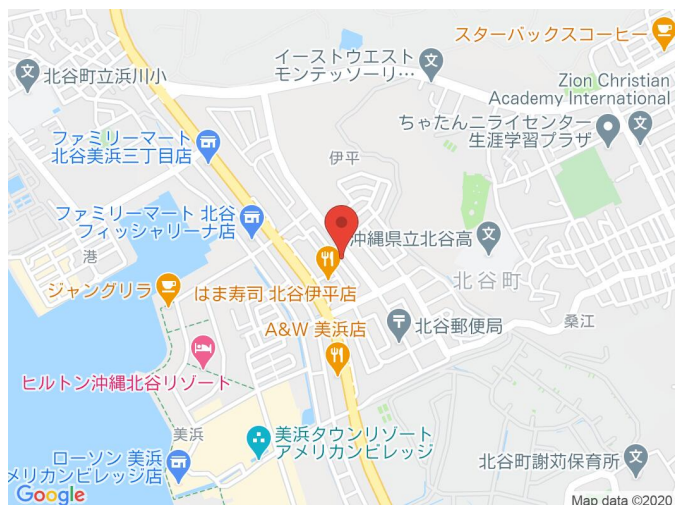 スターバックスコーヒー
イーストウエスト
モンテッソーリ…
北谷町立浜川小
Zion Christian
Academy International
ちゃたんニライセンター
生涯学習プラザ
ファミリーマート
北谷美浜三丁目店
伊平
ファミリーマート 北谷
フィッシャリーナ店
沖縄県立北谷高
港
北谷町
ジャングリラ
はま寿司 北谷伊平店
桑江
A&W 美浜店
北谷郵便局
ヒルトン沖縄北谷リゾート
美浜
美浜タウンリゾート
アメリカンビレッジ
ローソン 美浜
メリカンビレッジ店
北谷町謝苅保育所
Google
Map data ©2020